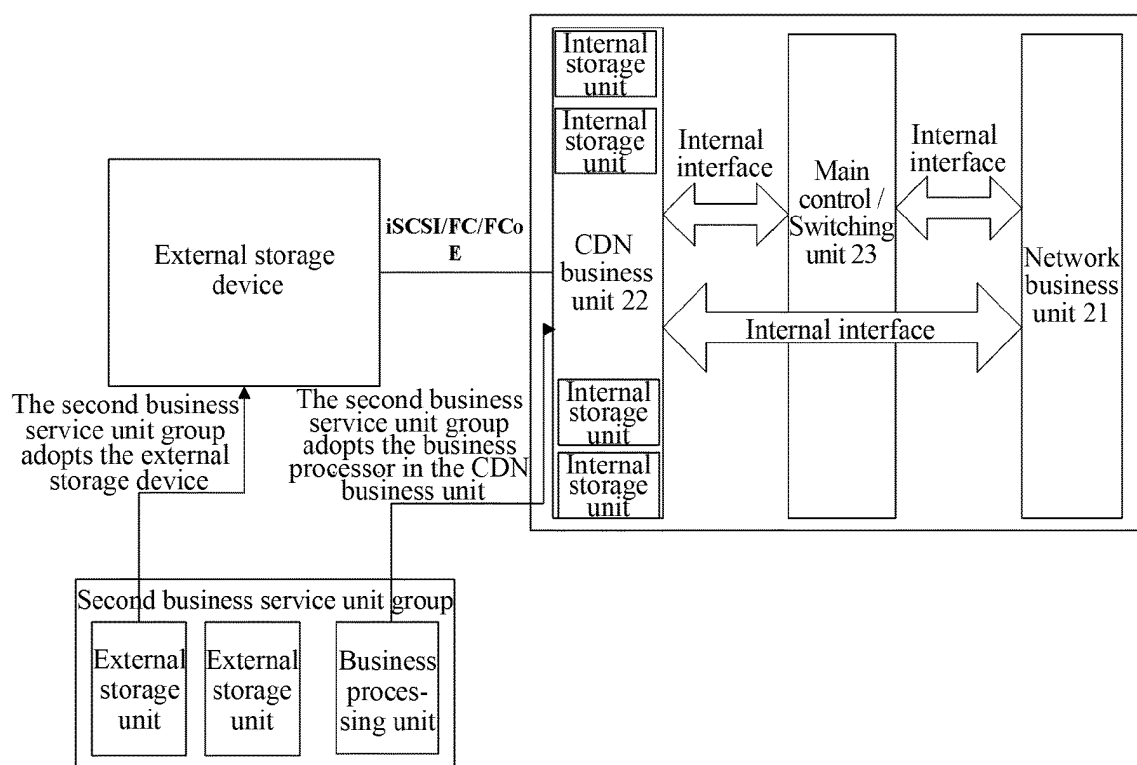 External storage
device
iSCSI/FC/FCo
E
Internal
storage
unit
Internal
storage
unit
CDN
business
unit 22
Internal
storage
unit
Internal
storage
unit
Internal
interface
Main
control /
Switching
unit 23
Internal
interface
Network
business
unit 21
Internal interface
The second business
service unit group
adopts the external
storage device
The second business
service unit group
adopts the business
processor in the CDN
business unit
Second business service unit group
External
storage
unit
External
storage
unit
Business
proces-
sing unit